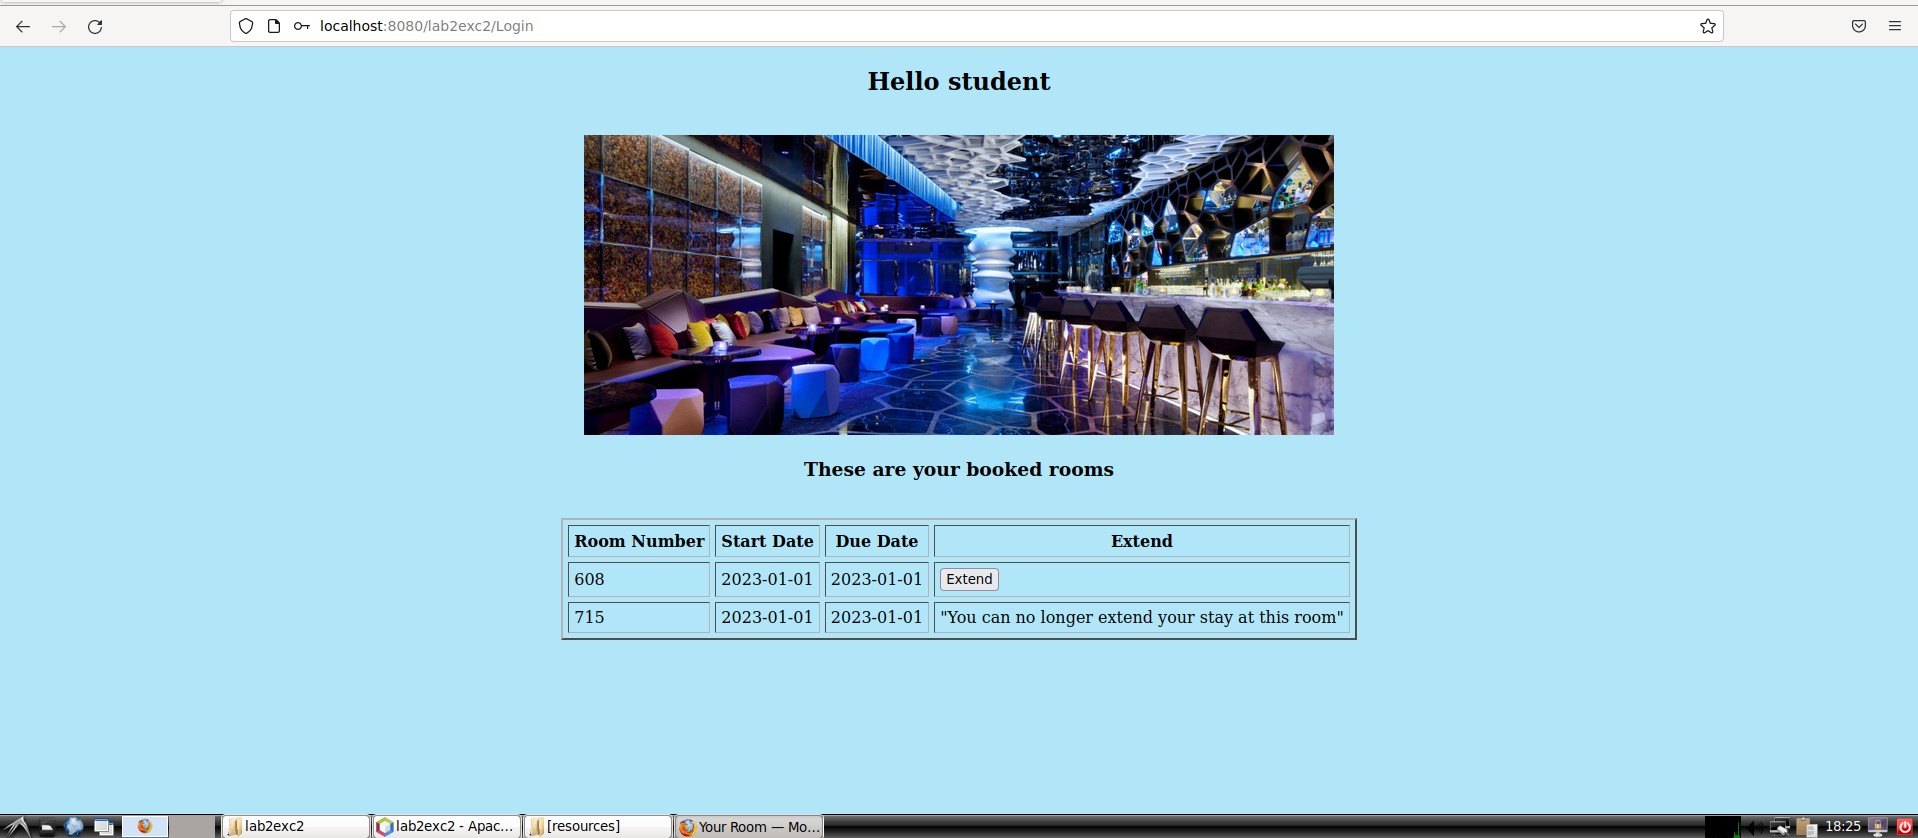 localhost:8080/lab2exc2/Login
Hello student
These are your booked rooms
Room Number Start Date Due Date Extend
608 2023-01-01 2023-01-01 Extend
715 2023-01-01 2023-01-01 "You can no longer extend your stay at this room"
lab2exc2 lab2exc2 - Apac... [resources] Your Room — Mo... 18:25